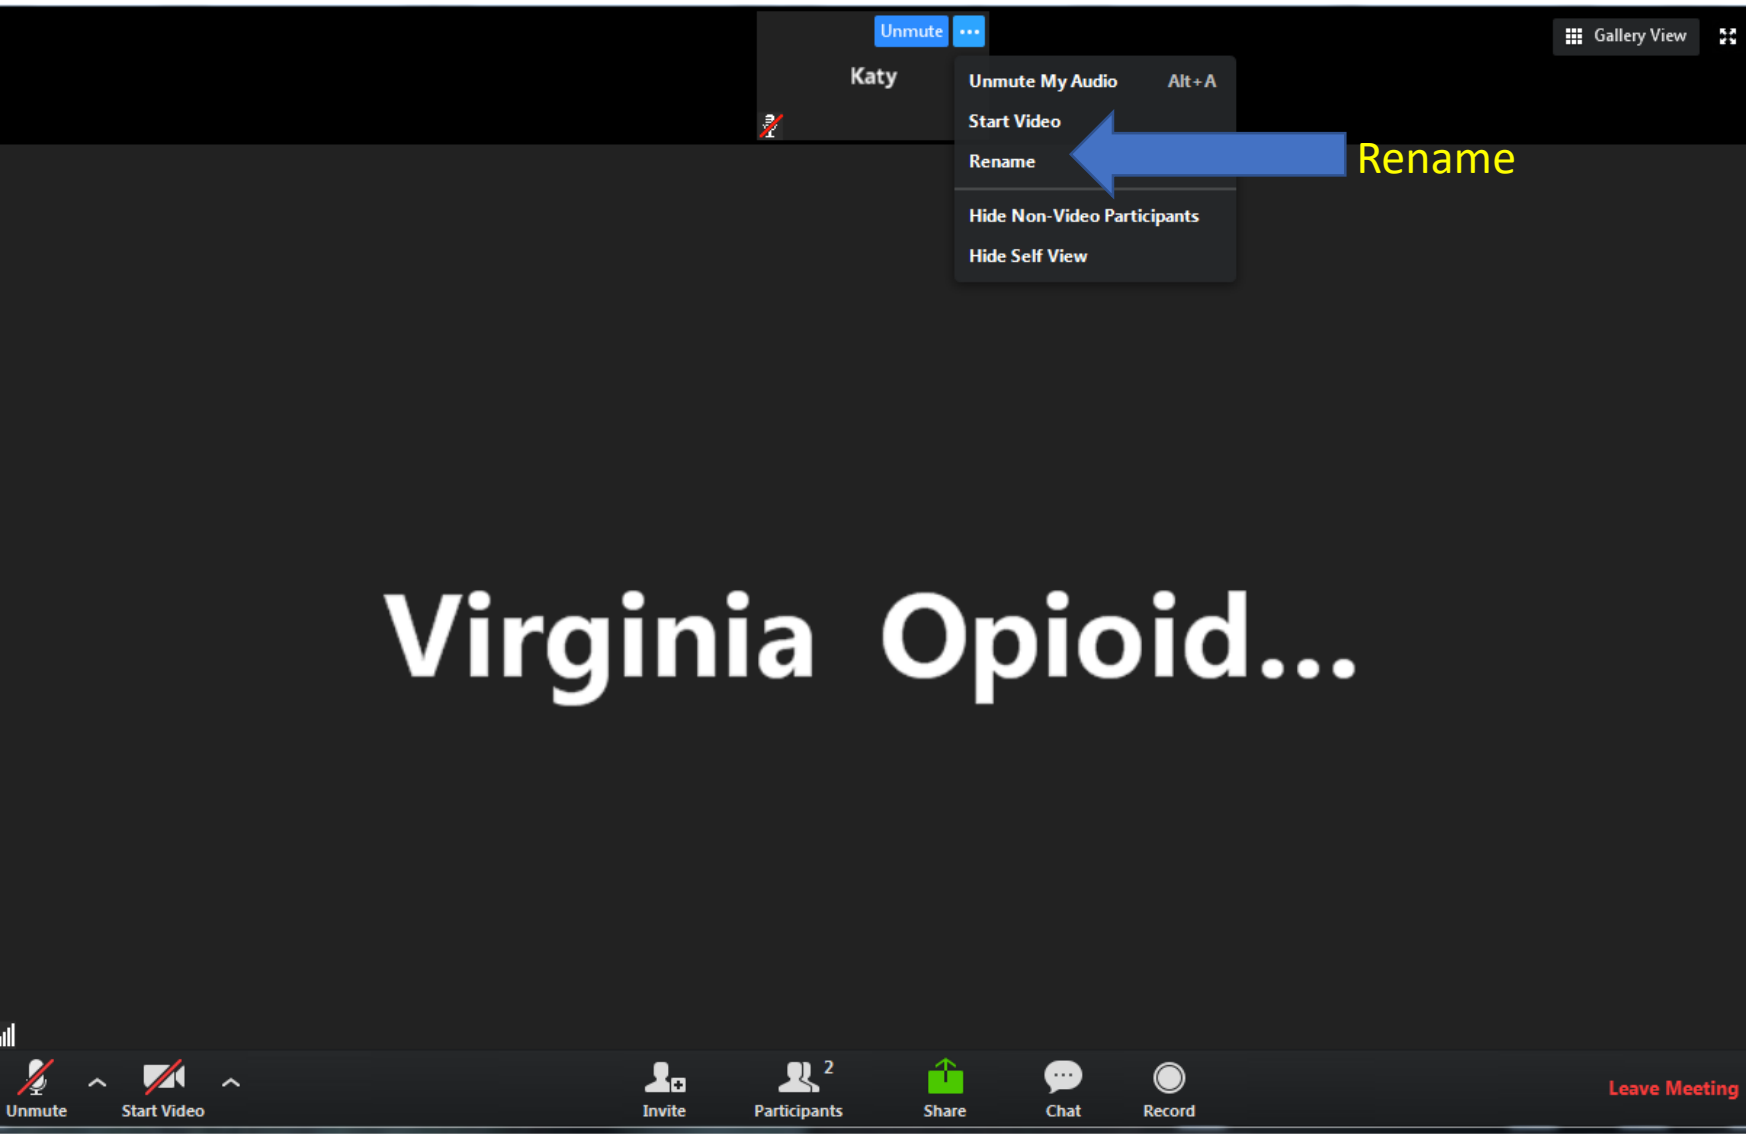 Unmute ...
Gallery View
Katy
Unmute My Audio Alt+A
Start Video
Rename
Rename
Hide Non-Video Participants
Hide Self View
Virginia Opioid...
2
Unmute
Start Video
Invite
Participants
Share
Chat
Record
Leave Meeting